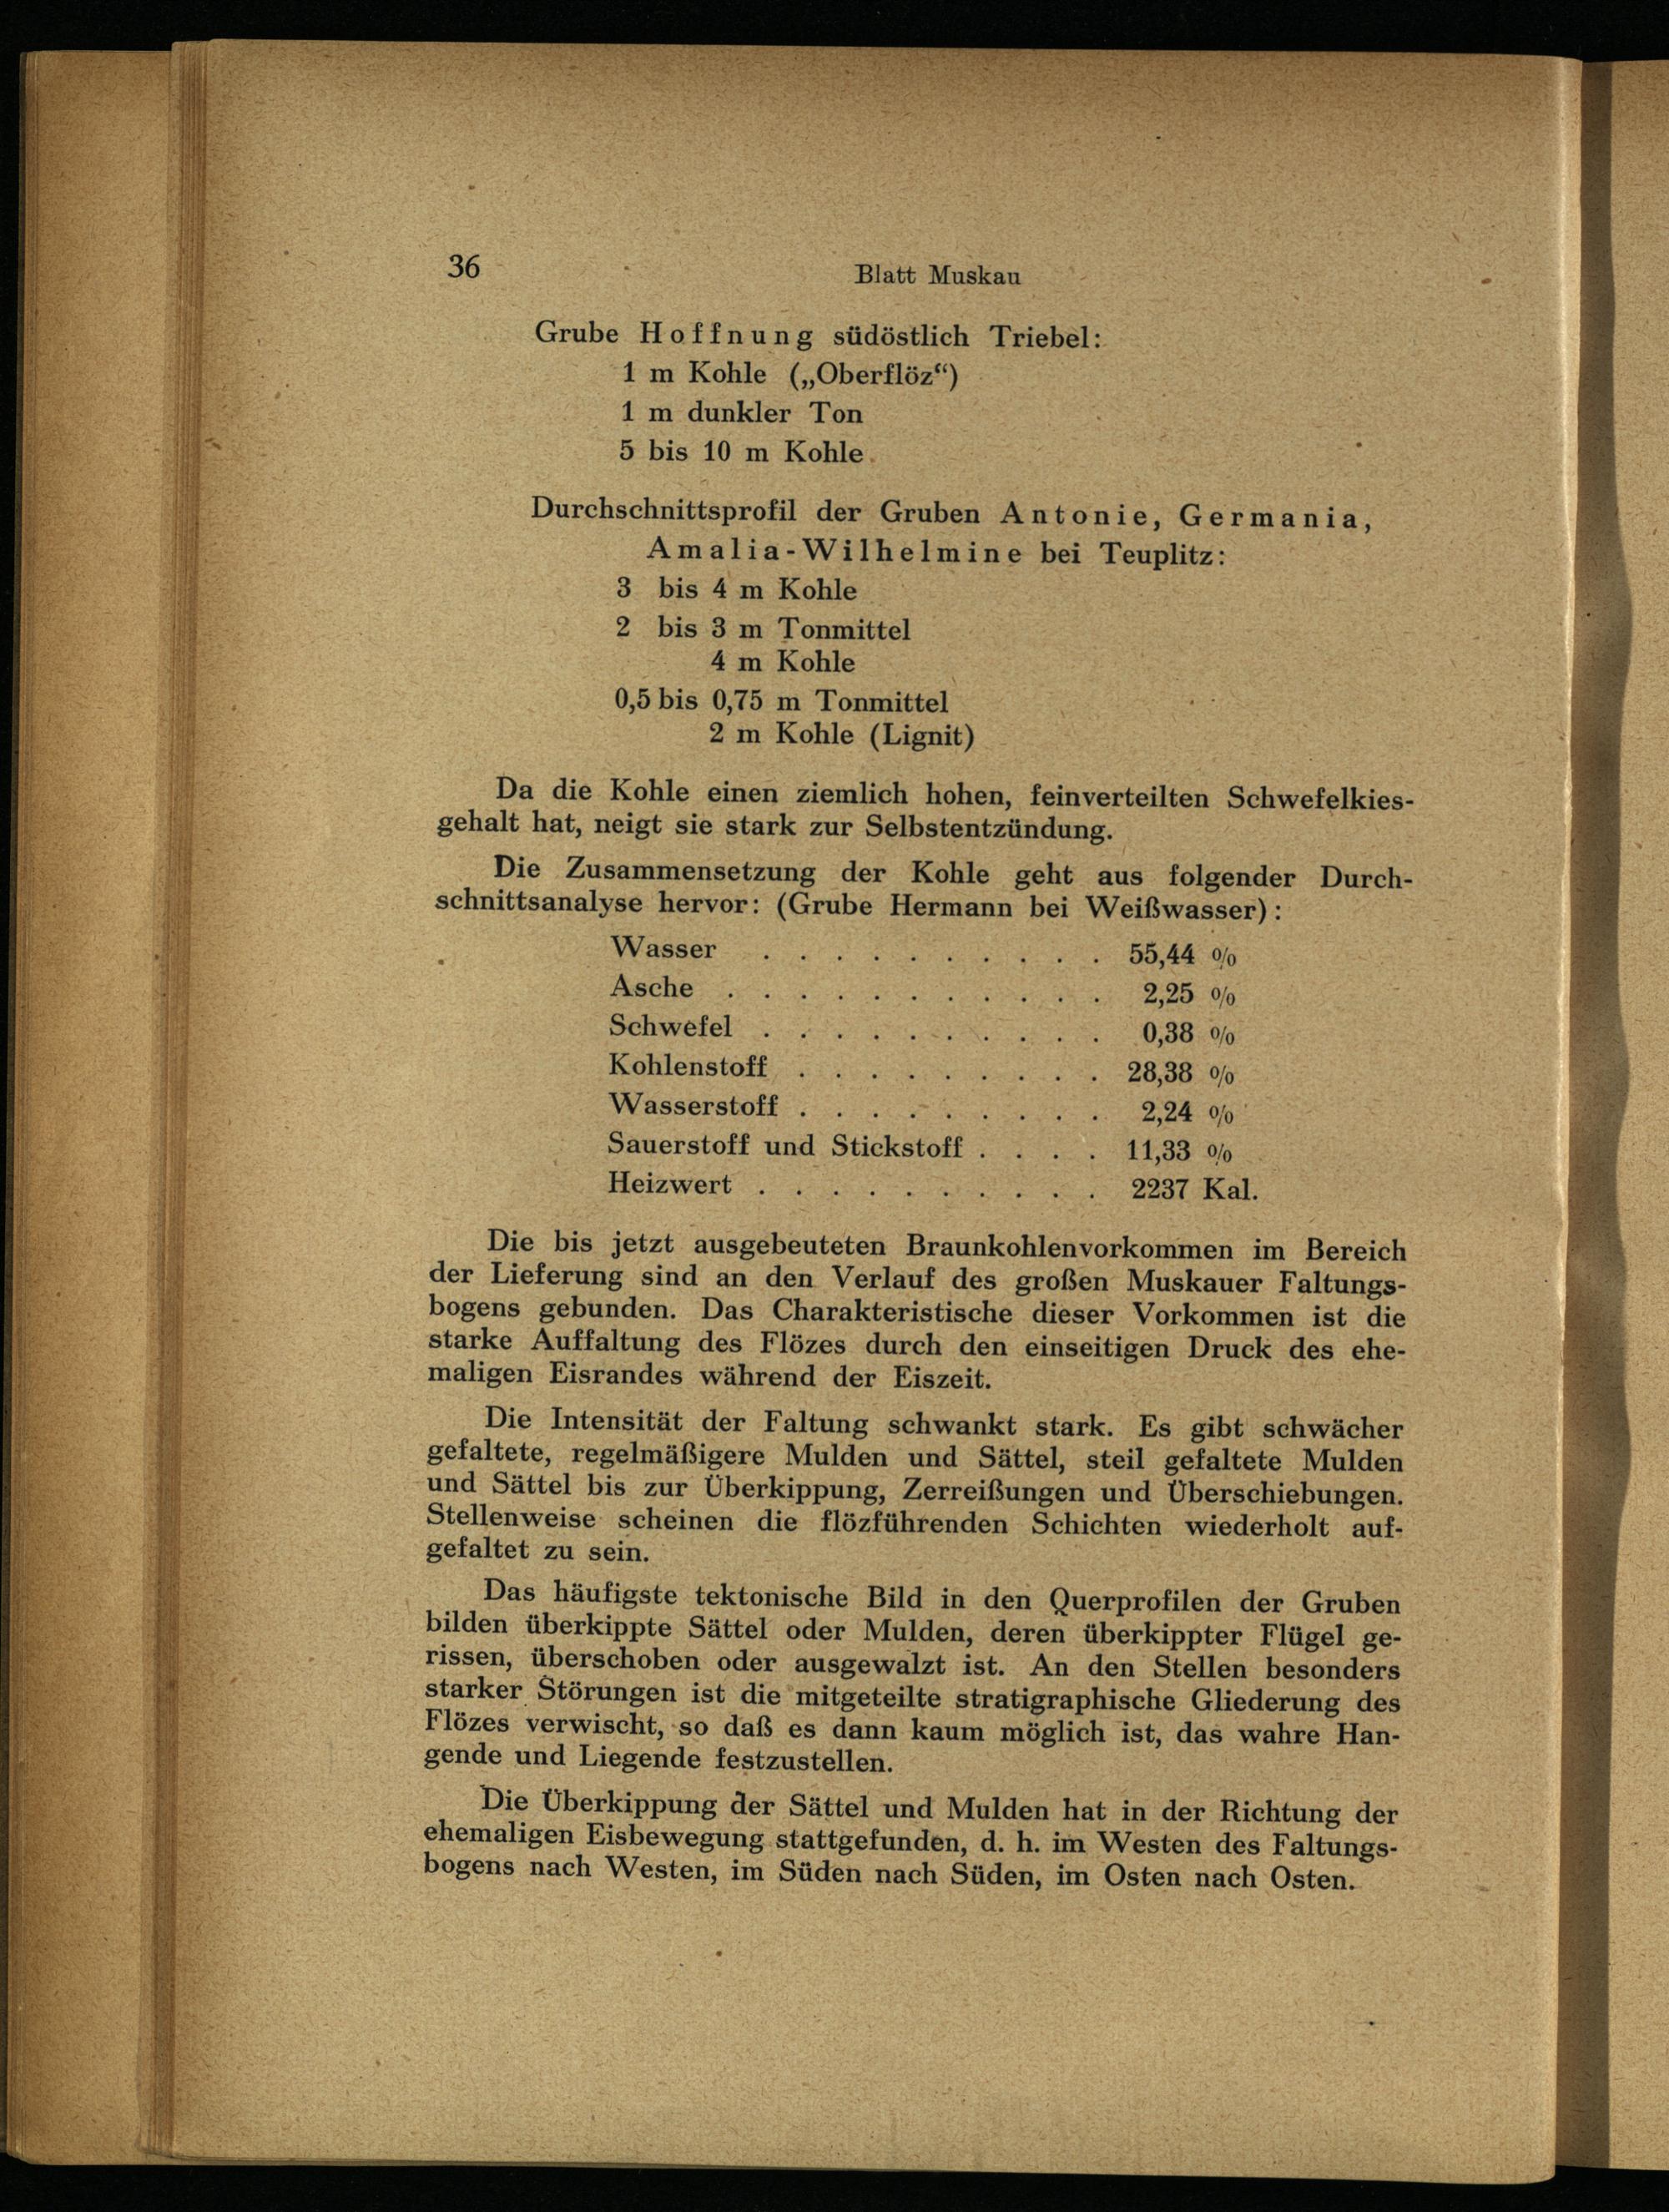 36
Blatt Muskau
Grube Hoffnung südöstlich Triebel:
1 m Kohle („Oberflöz“)
1 m dunkler Ton
5 bis 10 m Kohle
Durchschnittsprofil der Gruben Antonie, Germania,
Amalia-Wilhelmine bei Teuplitz:
3 bis 4 m Kohle
2 bis 3 m Tonmittel
4 m Kohle
0,5 bis 0,75 m Tonmittel
2 m Kohle (Lignit)
Da die Kohle einen ziemlich hohen, feinverteilten Schwefelkies-
gehalt hat, neigt sie stark zur Selbstentzündung.
Die Zusammensetzung der Kohle geht aus folgender Durch-
schnittsanalyse hervor: (Grube Hermann bei Weißwasser):
Wasser . . . . . . . . . . 55,44 %
Asche . . . . . . . . . . . 2,25 %
Schwefel . . . . . . . . . . 0,38 %
Kohlenstoff . . . . . . . . . 28,38 %
Wasserstoff . . . . . . . . . 2,24 %
Sauerstoff und Stickstoff . . . . 11,33 %
Heizwert . . . . . . . . . . 2237 Kal.
Die bis jetzt ausgebeuteten Braunkohlenvorkommen im Bereich
der Lieferung sind an den Verlauf des großen Muskauer Faltungs-
bogens gebunden. Das Charakteristische dieser Vorkommen ist die
starke Auffaltung des Flözes durch den einseitigen Druck des ehe-
maligen Eisrandes während der Eiszeit.
Die Intensität der Faltung schwankt stark. Es gibt schwächer
gefaltete, regelmäßigere Mulden und Sättel, steil gefaltete Mulden
und Sättel bis zur Überkippung, Zerreißungen und Überschiebungen.
Stellenweise scheinen die flözführenden Schichten wiederholt auf-
gefaltet zu sein.
Das häufigste tektonische Bild in den Querprofilen der Gruben
bilden überkippte Sättel oder Mulden, deren überkippter Flügel ge-
rissen, überschoben oder ausgewalzt ist. An den Stellen besonders
starker Störungen ist die mitgeteilte stratigraphische Gliederung des
Flözes verwischt, so daß es dann kaum möglich ist, das wahre Han-
gende und Liegende festzustellen.
Die Überkippung der Sättel und Mulden hat in der Richtung der
ehemaligen Eisbewegung stattgefunden, d. h. im Westen des Faltungs-
bogens nach Westen, im Süden nach Süden, im Osten nach Osten.